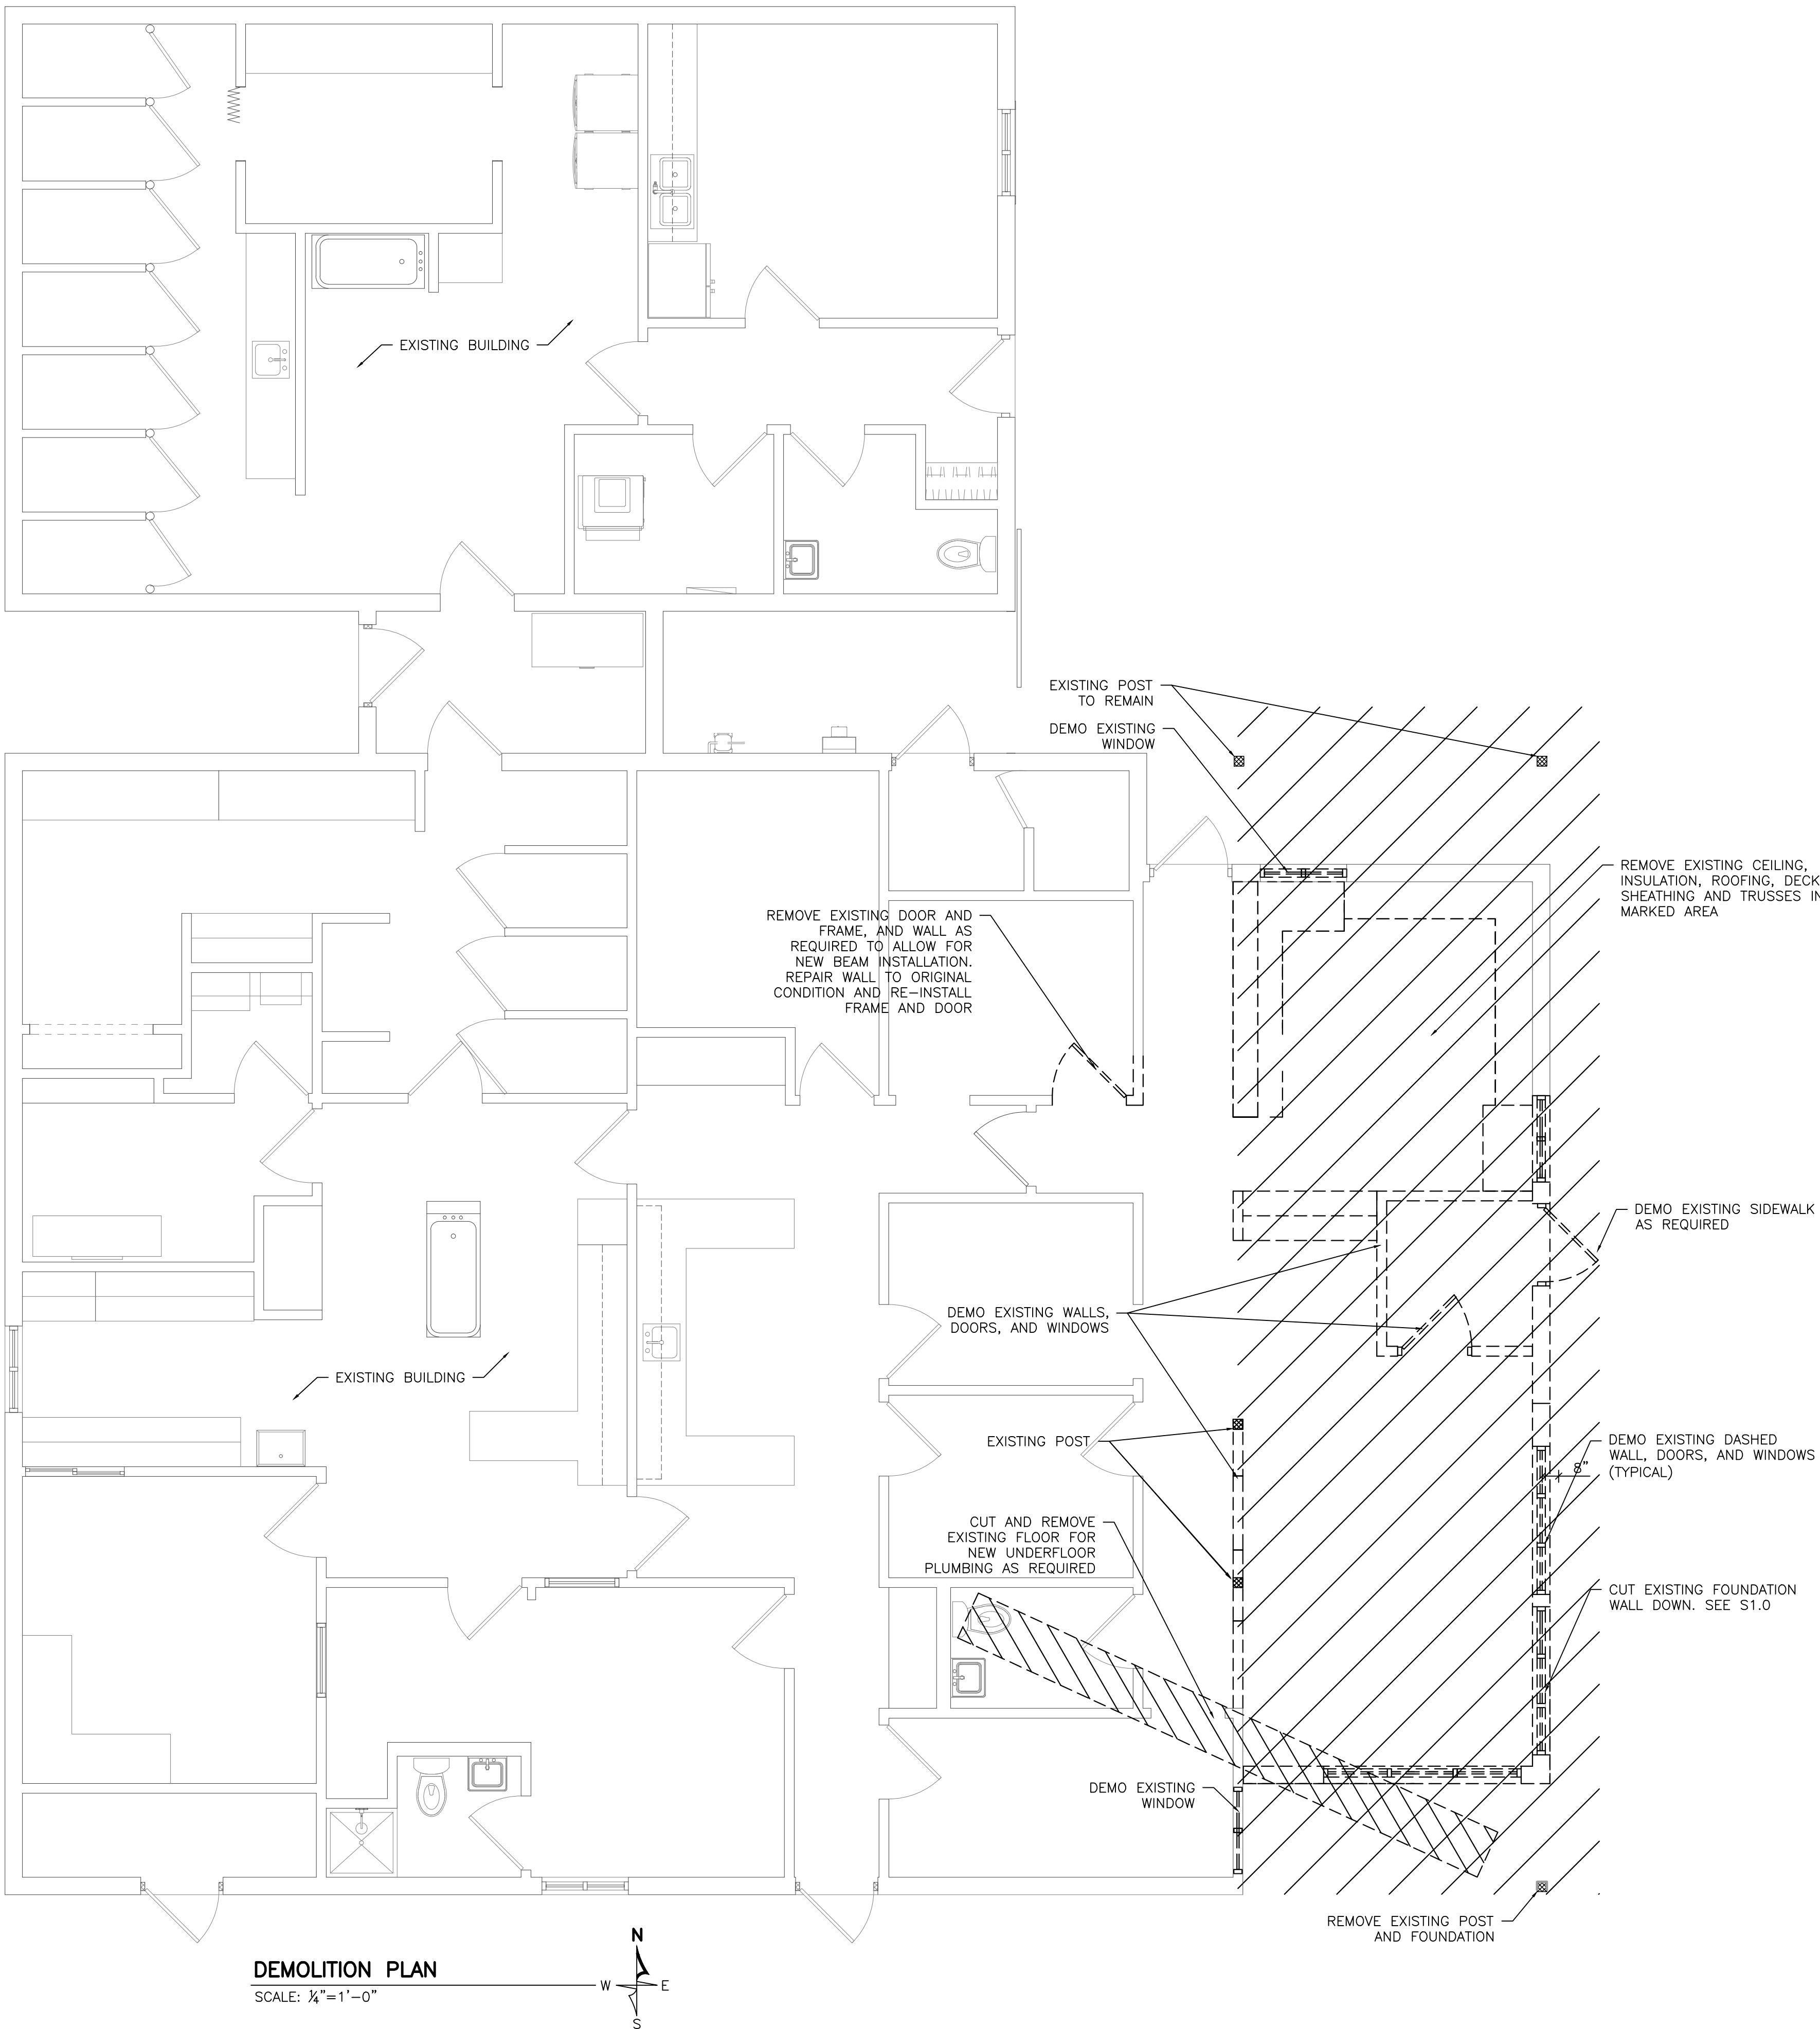 EXISTING BUILDING
EXISTING POST
TO REMAIN
DEMO EXISTING
WINDOW
REMOVE EXISTING CEILING,
INSULATION, ROOFING, DECK
SHEATHING AND TRUSSES IN
MARKED AREA
REMOVE EXISTING DOOR AND
FRAME, AND WALL AS
REQUIRED TO ALLOW FOR
NEW BEAM INSTALLATION.
REPAIR WALL TO ORIGINAL
CONDITION AND RE-INSTALL
FRAME AND DOOR
DEMO EXISTING SIDEWALK
AS REQUIRED
DEMO EXISTING WALLS,
DOORS, AND WINDOWS
EXISTING BUILDING
EXISTING POST
DEMO EXISTING DASHED
WALL, DOORS, AND WINDOWS
(TYPICAL)
8"
CUT AND REMOVE
EXISTING FLOOR FOR
NEW UNDERFLOOR
PLUMBING AS REQUIRED
CUT EXISTING FOUNDATION
WALL DOWN. SEE S1.0
DEMO EXISTING
WINDOW
REMOVE EXISTING POST
AND FOUNDATION
DEMOLITION PLAN
SCALE: ¼"=1'-0"
N
W E
S